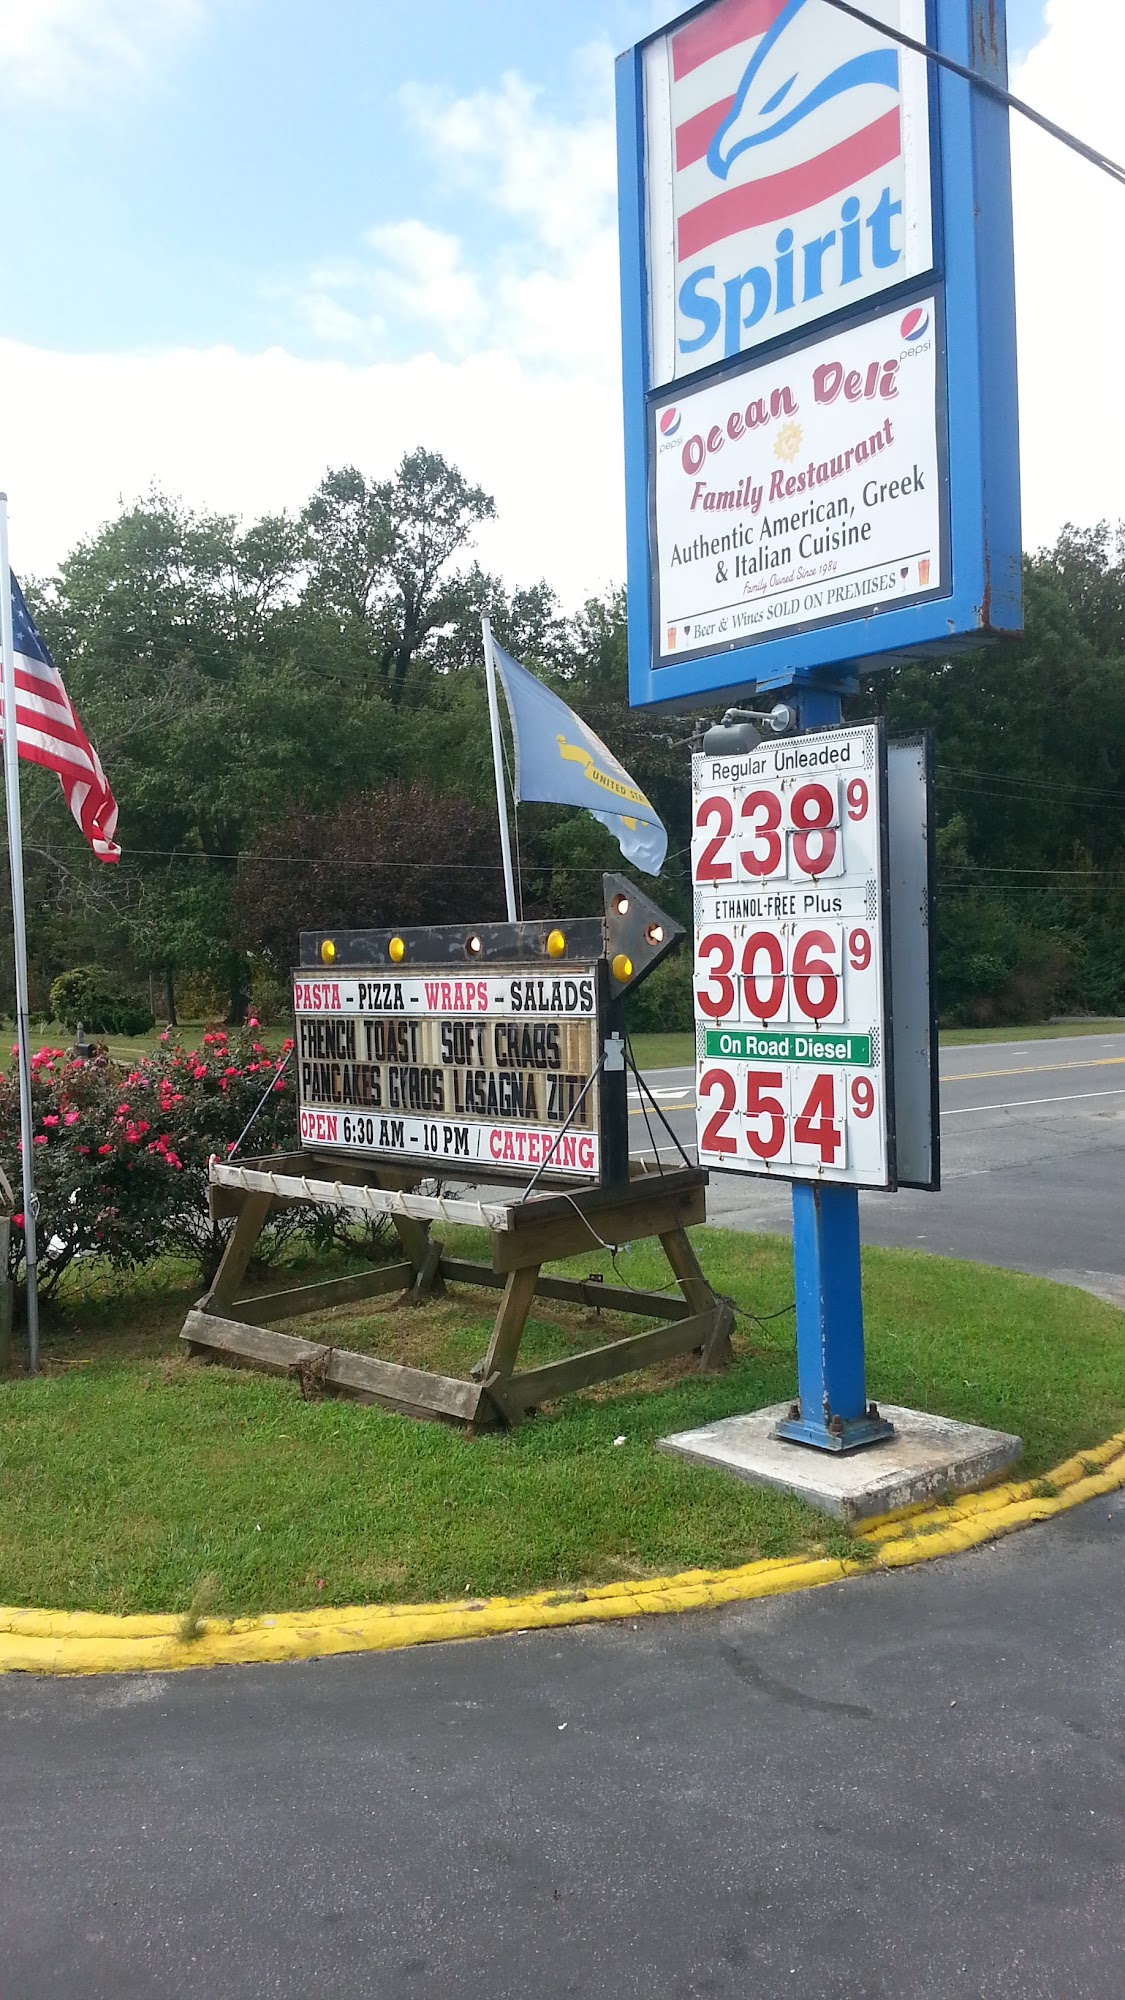 Spirit
pepsi
pepsi
Ocean Deli
Family Restaurant
Authentic American, Greek
& Italian Cuisine
Family Owned Since 1984
Beer & Wines SOLD ON PREMISES
Regular Unleaded
238 9
ETHANOL-FREE Plus
306 9
On Road Diesel
254 9
UNITED STA
PASTA - PIZZA - WRAPS - SALADS
FRENCH TOAST SOFT CRABS
PANCAKES GYROS LASAGNA ZITI
OPEN 6:30 AM - 10 PM / CATERING